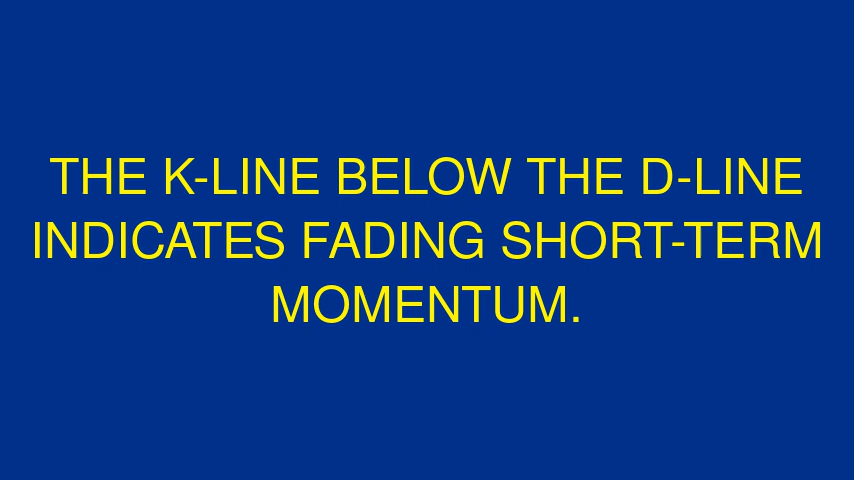 THE K-LINE BELOW THE D-LINE
INDICATES FADING SHORT-TERM
MOMENTUM.